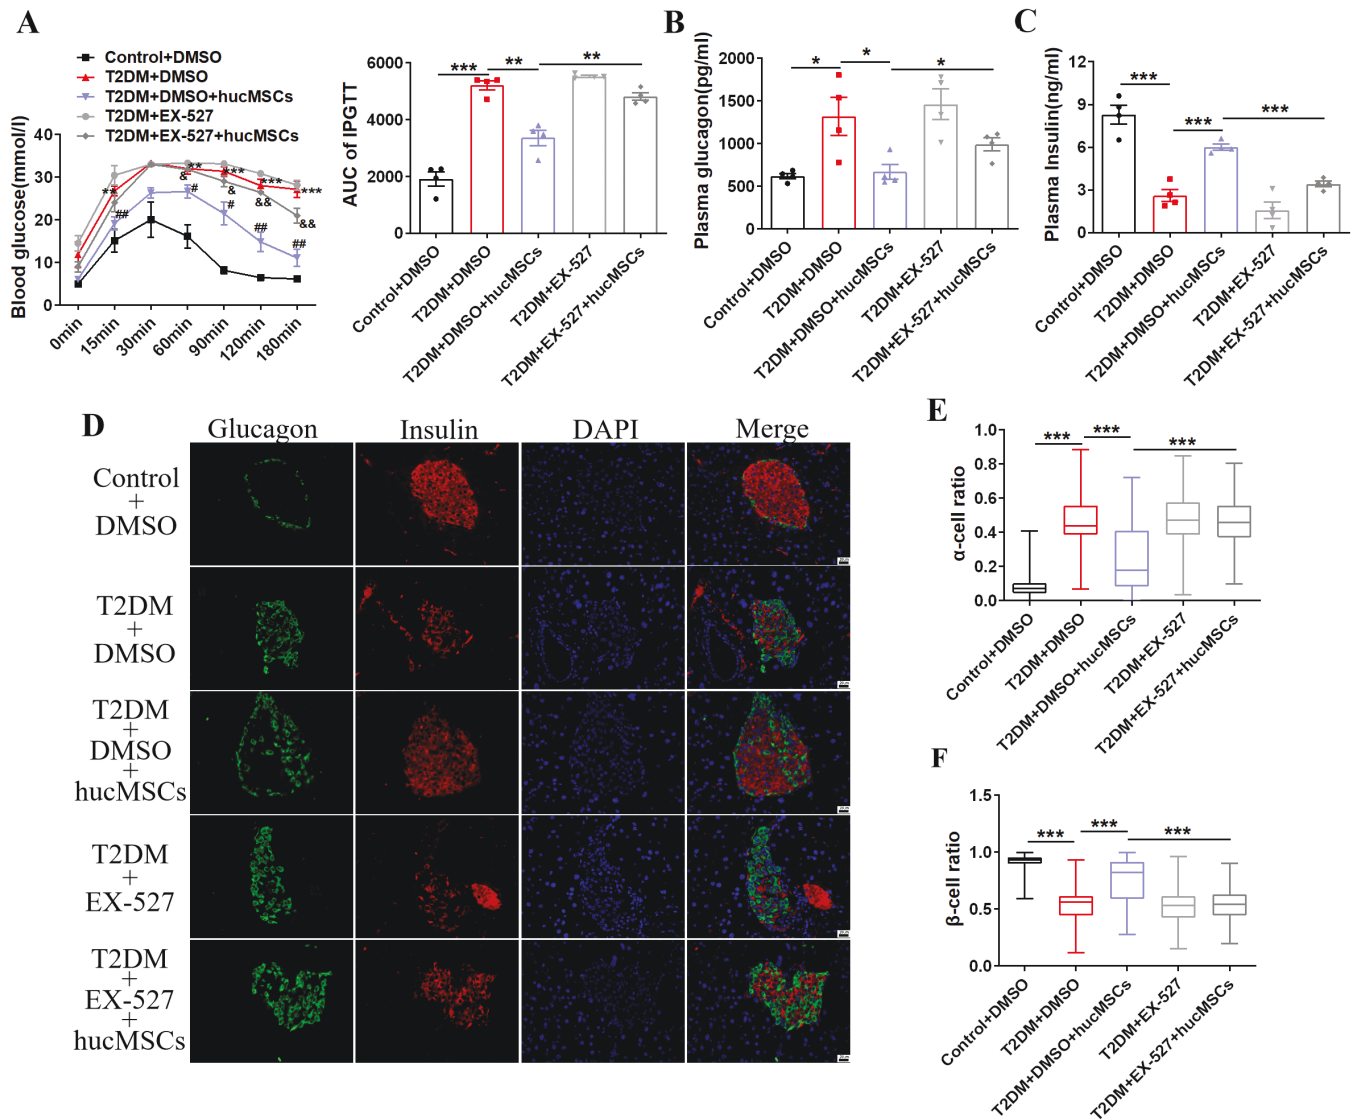 A
Control+DMSO
T2DM+DMSO
T2DM+DMSO+hucMSCs
T2DM+EX-527
T2DM+EX-527+hucMSCs
Blood glucose(mmol/l)
40
30
20
10
0
** ** *** *** ***
& & && &&
## # # ## ##
0min 15min 30min 60min 90min 120min 180min
AUC of IPGTT
6000
4000
2000
0
*** ** **
Control+DMSO
T2DM+DMSO
T2DM+DMSO+hucMSCs
T2DM+EX-527
T2DM+EX-527+hucMSCs
B
Plasma glucagon(pg/ml)
2000
1500
1000
500
0
* * *
Control+DMSO
T2DM+DMSO
T2DM+DMSO+hucMSCs
T2DM+EX-527
T2DM+EX-527+hucMSCs
C
Plasma Insulin(ng/ml)
12
9
6
3
0
*** *** ***
Control+DMSO
T2DM+DMSO
T2DM+DMSO+hucMSCs
T2DM+EX-527
T2DM+EX-527+hucMSCs
D
Glucagon Insulin DAPI Merge
Control
+
DMSO
T2DM
+
DMSO
T2DM
+
DMSO
+
hucMSCs
T2DM
+
EX-527
T2DM
+
EX-527
+
hucMSCs
E
α-cell ratio
1.0
0.8
0.6
0.4
0.2
0.0
*** *** ***
Control+DMSO
T2DM+DMSO
T2DM+DMSO+hucMSCs
T2DM+EX-527
T2DM+EX-527+hucMSCs
F
β-cell ratio
1.5
1.0
0.5
0.0
*** *** ***
Control+DMSO
T2DM+DMSO
T2DM+DMSO+hucMSCs
T2DM+EX-527
T2DM+EX-527+hucMSCs